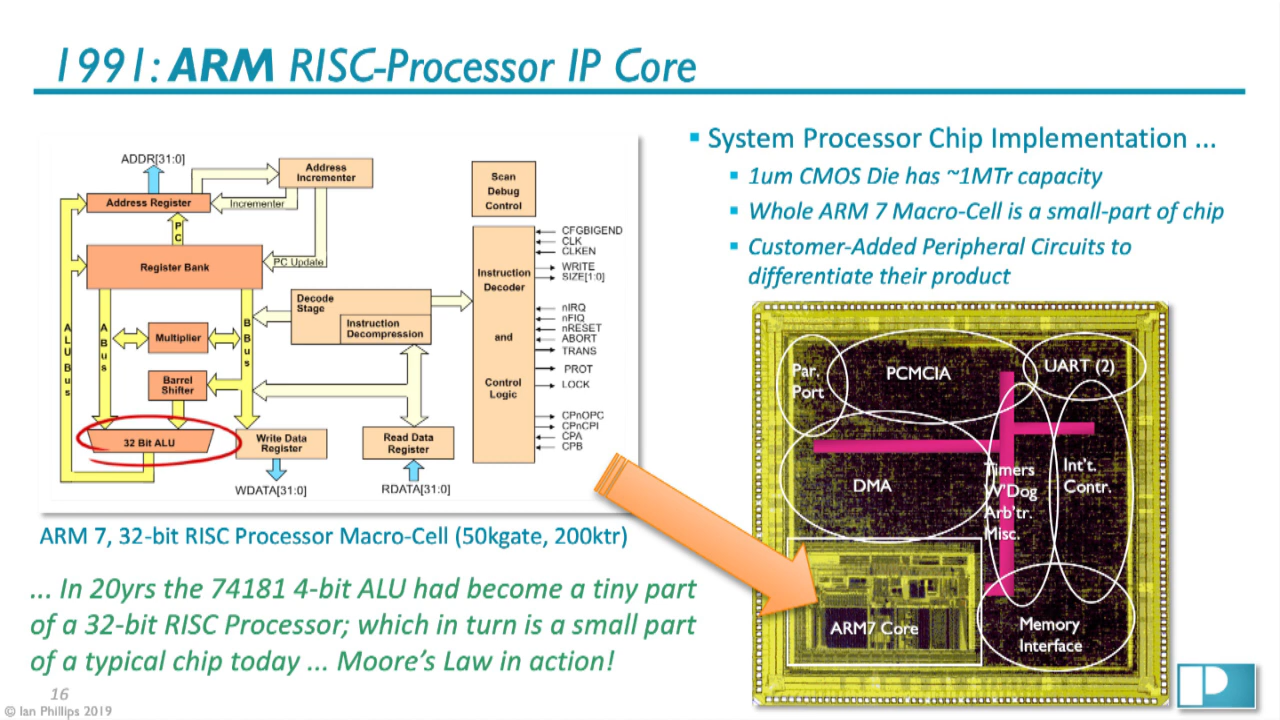 1991: ARM RISC-Processor IP Core
ADDR[31:0]
Address
Incrementer
Address Register
Incrementer
P
C
Register Bank
PC Update
Scan
Debug
Control
Decode
Stage
Instruction
Decompression
Instruction
Decoder
and
Control
Logic
CFGBIGEND
CLK
CLKEN
WRITE
SIZE[1:0]
nIRQ
nFIQ
nRESET
ABORT
TRANS
PROT
LOCK
CPnOPC
CPnCPI
CPA
CPB
A
L
U
B
u
s
A
B
u
s
B
B
u
s
Multiplier
Barrel
Shifter
32 Bit ALU
Write Data
Register
Read Data
Register
WDATA[31:0]
RDATA[31:0]
ARM 7, 32-bit RISC Processor Macro-Cell (50kgate, 200ktr)
... In 20yrs the 74181 4-bit ALU had become a tiny part
of a 32-bit RISC Processor; which in turn is a small part
of a typical chip today ... Moore’s Law in action!
▪ System Processor Chip Implementation ...
▪ 1um CMOS Die has ~1MTr capacity
▪ Whole ARM 7 Macro-Cell is a small-part of chip
▪ Customer-Added Peripheral Circuits to
differentiate their product
Par.
Port
PCMCIA
UART (2)
DMA
Timers
W'Dog
Arb'tr.
Misc.
Int't.
Contr.
ARM7 Core
Memory
Interface
16
© Ian Phillips 2019
P